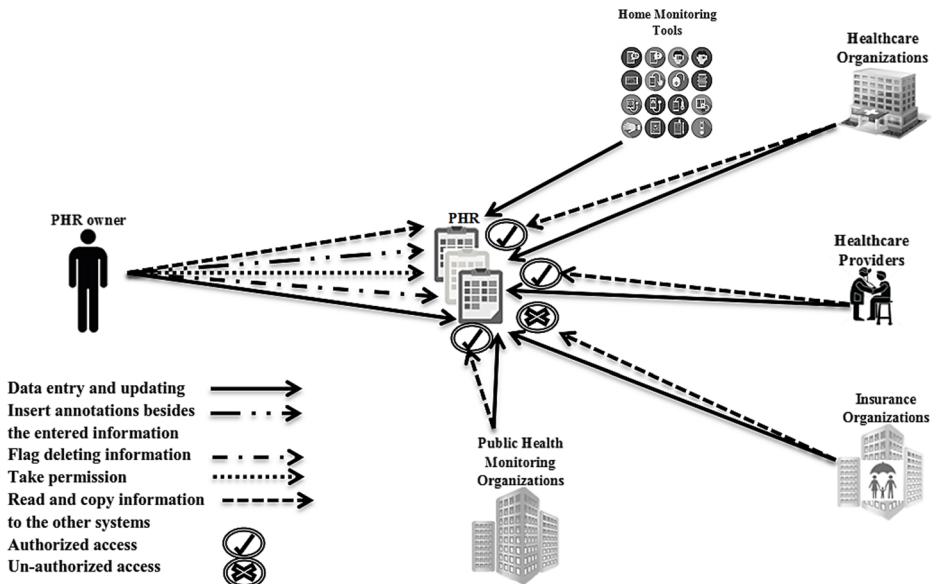 Home Monitoring
Tools
Healthcare
Organizations
PHR owner
PHR
Healthcare
Providers
Data entry and updating
Insert annotations besides
the entered information
Flag deleting information
Take permission
Read and copy information
to the other systems
Authorized access
Un-authorized access
Public Health
Monitoring
Organizations
Insurance
Organizations